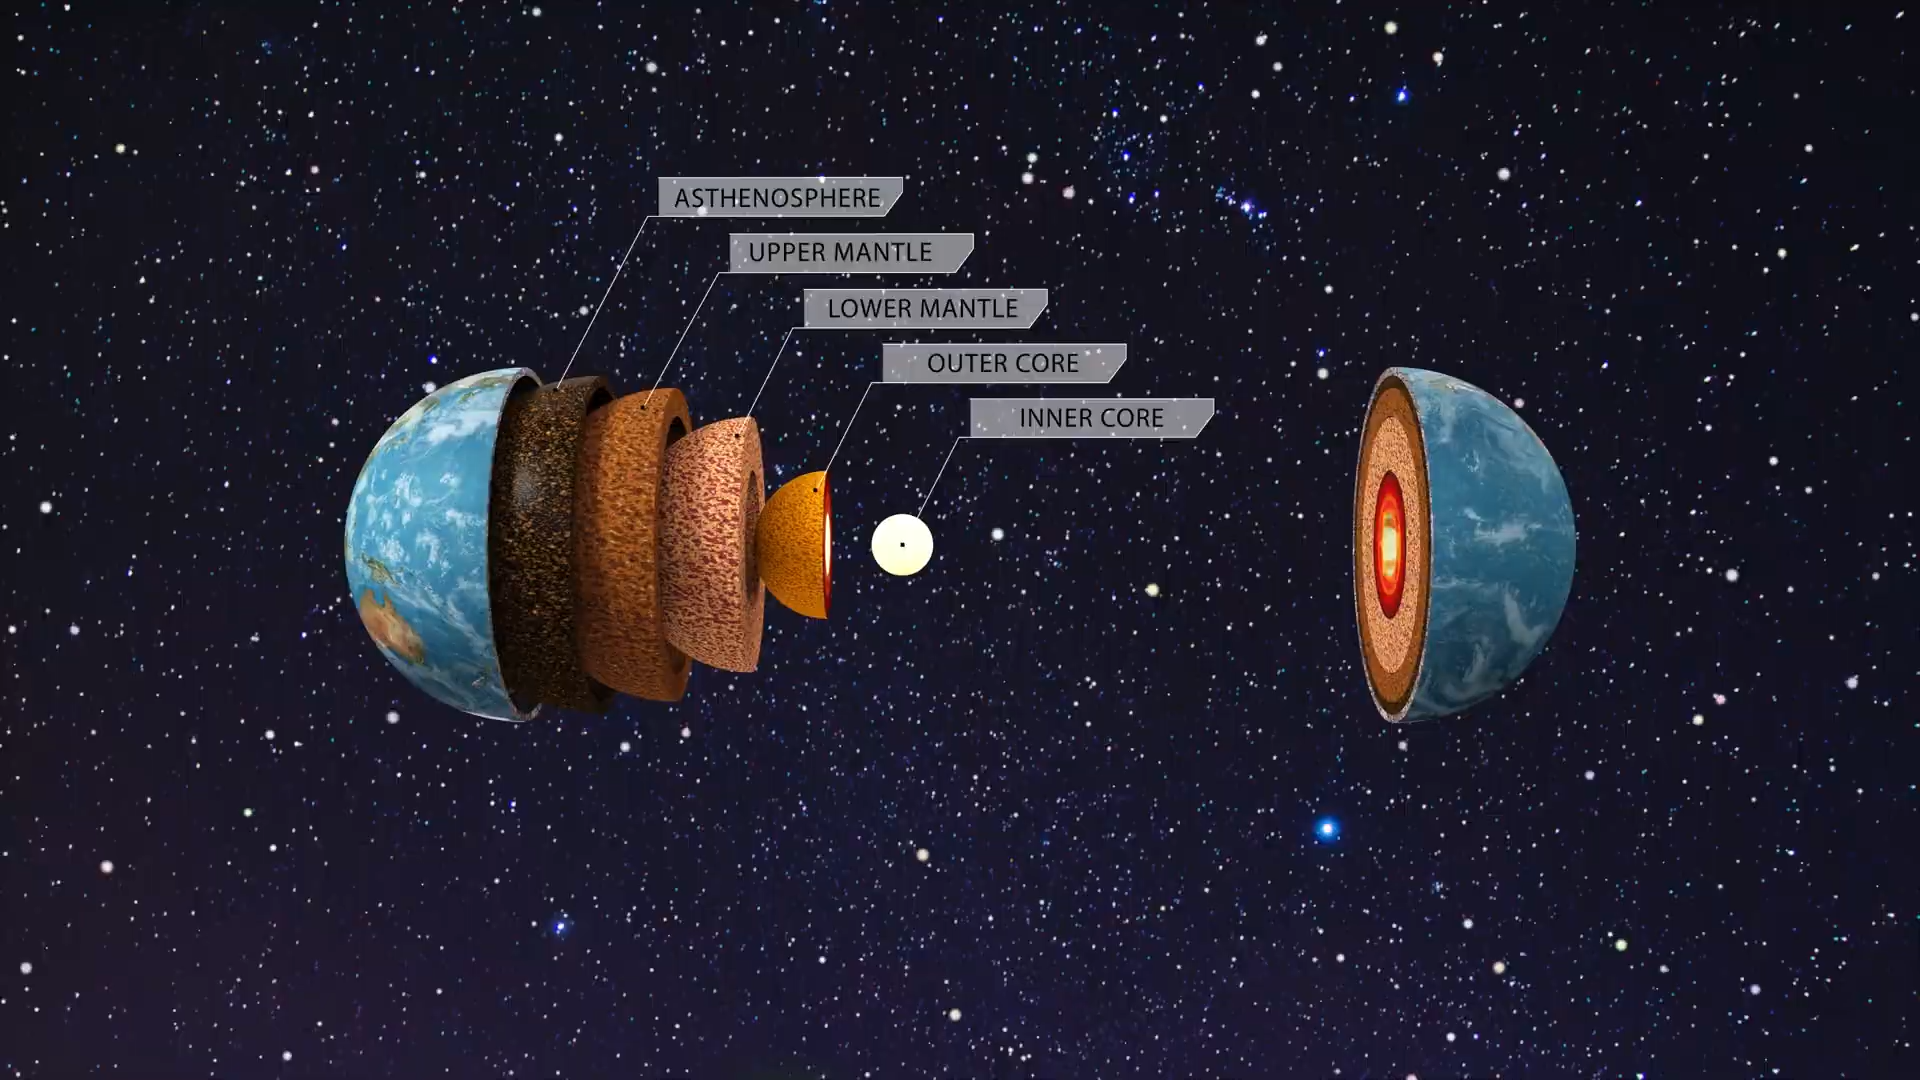 ASTHENOSPHERE
UPPER MANTLE
LOWER MANTLE
OUTER CORE
INNER CORE